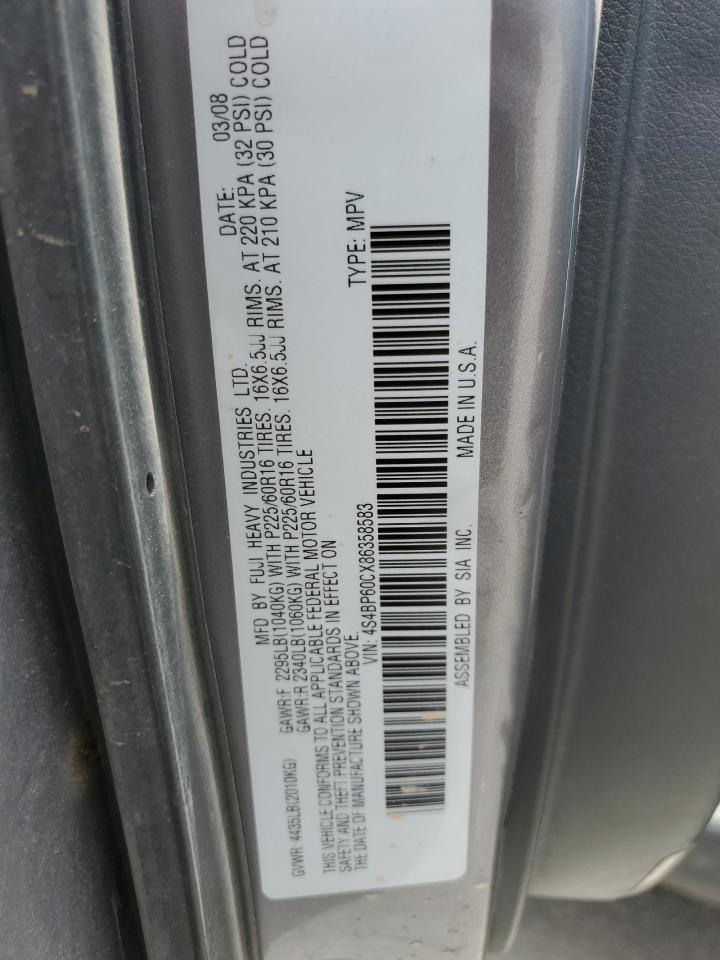 MFD BY FUJI HEAVY INDUSTRIES LTD. DATE: 03/08
GAWR:F 2295LB(1040KG) WITH P225/60R16 TIRES. 16X6.5JJ RIMS. AT 220 KPA (32 PSI) COLD
GVWR: 4435LB(2010KG) GAWR:R 2340LB(1060KG) WITH P225/60R16 TIRES. 16X6.5JJ RIMS. AT 210 KPA (30 PSI) COLD
THIS VEHICLE CONFORMS TO ALL APPLICABLE FEDERAL MOTOR VEHICLE
SAFETY AND THEFT PREVENTION STANDARDS IN EFFECT ON
THE DATE OF MANUFACTURE SHOWN ABOVE.
VIN: 4S4BP60CX86358583 TYPE: MPV
ASSEMBLED BY SIA INC. MADE IN U.S.A.